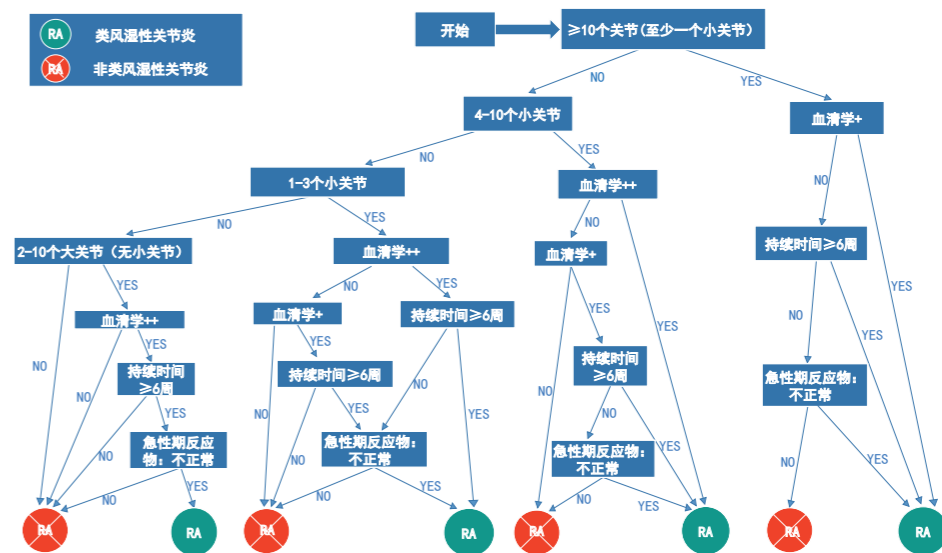 RA 类风湿性关节炎
RA 非类风湿性关节炎
开始
≥10个关节(至少一个小关节)
NO
YES
4-10个小关节
血清学+
NO
YES
NO
YES
1-3个小关节
血清学++
持续时间≥6周
NO
YES
NO
YES
NO
YES
2-10个大关节（无小关节）
血清学++
血清学+
急性期反应物：
不正常
YES
NO
YES
YES
YES
NO
YES
NO
血清学++
血清学+
持续时间≥6周
持续时间
≥6周
NO
YES
YES
NO
NO
YES
持续时间
≥6周
持续时间≥6周
急性期反应物：
不正常
NO
YES
NO
NO
YES
NO
YES
急性期反应
物：不正常
急性期反应物：
不正常
NO
YES
NO
YES
RA
RA
RA
RA
RA
RA
RA
RA